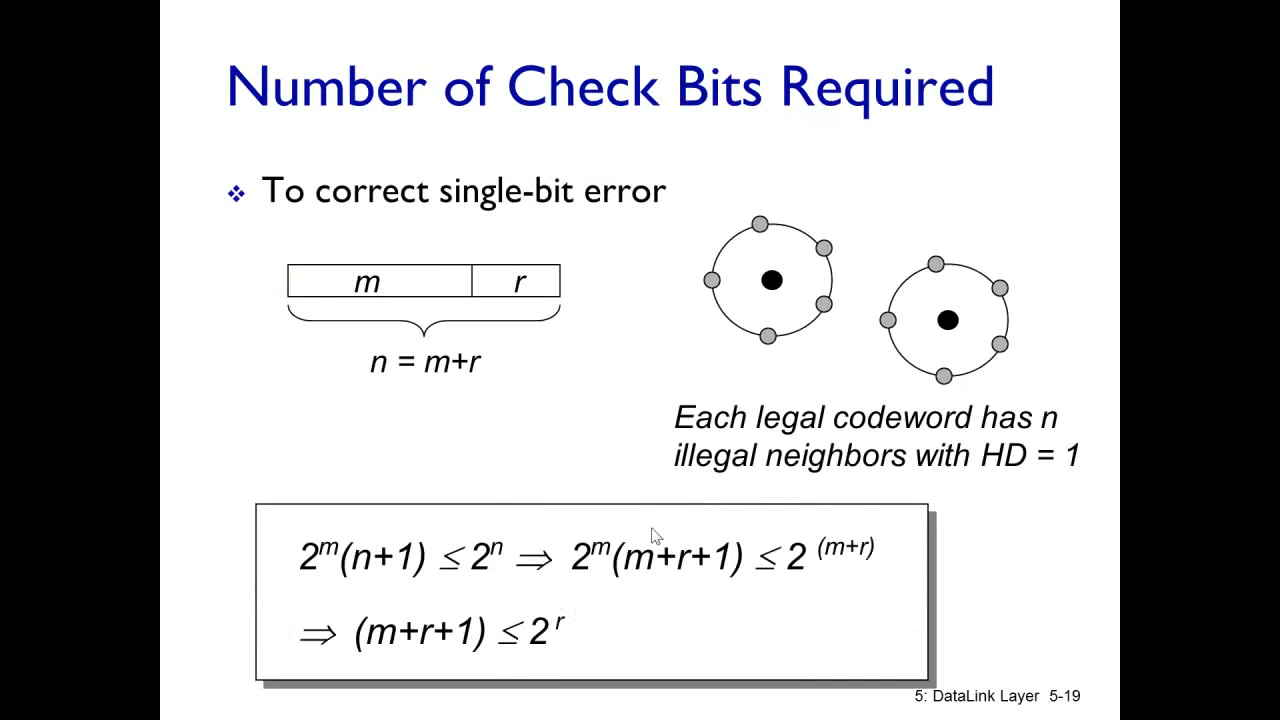 Number of Check Bits Required
❖ To correct single-bit error
m r
n = m+r
Each legal codeword has n
illegal neighbors with HD = 1
2^m(n+1) ≤ 2^n ⇒ 2^m(m+r+1) ≤ 2^(m+r)
⇒ (m+r+1) ≤ 2^r
5: DataLink Layer 5-19